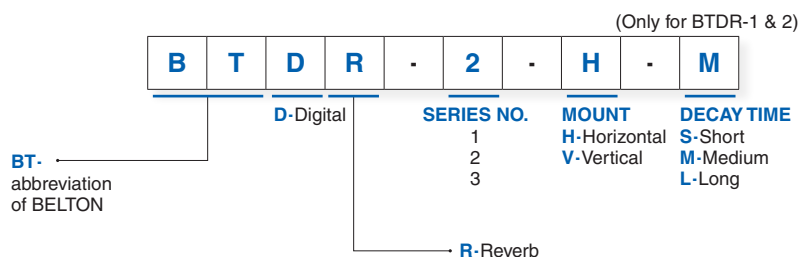 (Only for BTDR-1 & 2)
B T D R - 2 - H - M
D-Digital
SERIES NO.
1
2
3
MOUNT
H-Horizontal
V-Vertical
DECAY TIME
S-Short
M-Medium
L-Long
BT-
abbreviation
of BELTON
R-Reverb